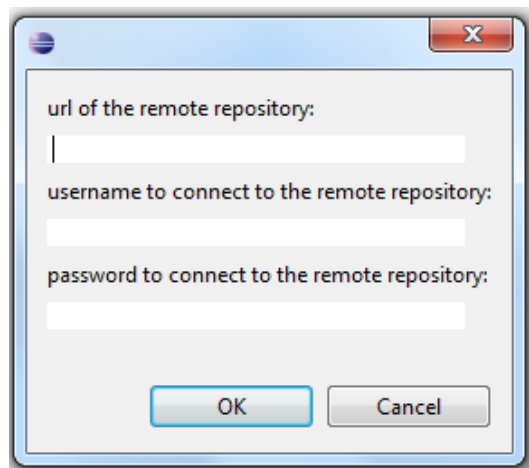 url of the remote repository:
username to connect to the remote repository:
password to connect to the remote repository:
OK Cancel